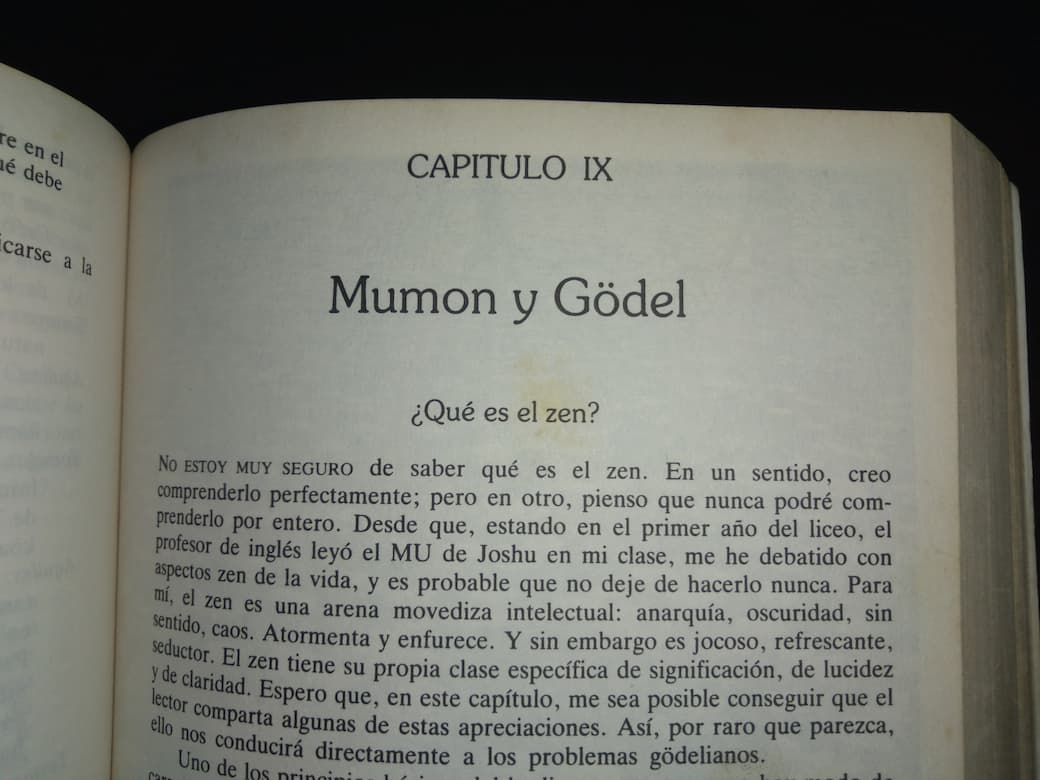 re en el
ué debe
icarse a la
CAPITULO IX
Mumon y Gödel
¿Qué es el zen?
NO ESTOY MUY SEGURO de saber qué es el zen. En un sentido, creo
comprenderlo perfectamente; pero en otro, pienso que nunca podré com-
prenderlo por entero. Desde que, estando en el primer año del liceo, el
profesor de inglés leyó el MU de Joshu en mi clase, me he debatido con
aspectos zen de la vida, y es probable que no deje de hacerlo nunca. Para
mí, el zen es una arena movediza intelectual: anarquía, oscuridad, sin
sentido, caos. Atormenta y enfurece. Y sin embargo es jocoso, refrescante,
seductor. El zen tiene su propia clase específica de significación, de lucidez
y de claridad. Espero que, en este capítulo, me sea posible conseguir que el
lector comparta algunas de estas apreciaciones. Así, por raro que parezca,
ello nos conducirá directamente a los problemas gödelianos.
Uno de los principios